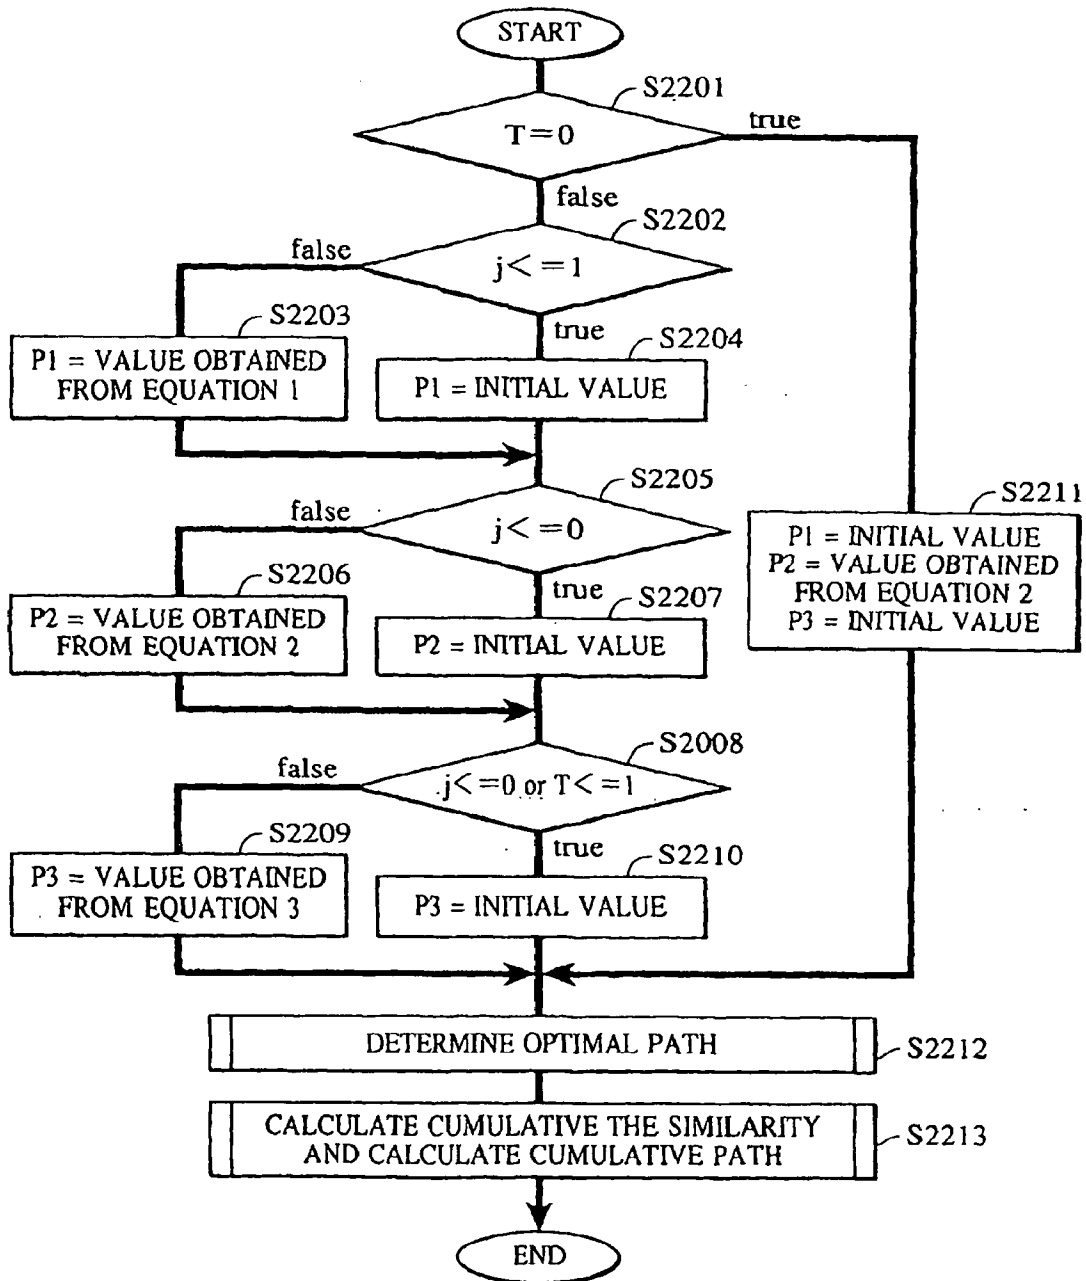 START
S2201
T=0
true
false
S2202
false
j<=1
S2203
true
S2204
P1 = VALUE OBTAINED
FROM EQUATION 1
P1 = INITIAL VALUE
S2205
false
j<=0
S2211
P1 = INITIAL VALUE
P2 = VALUE OBTAINED
FROM EQUATION 2
P3 = INITIAL VALUE
S2206
true
S2207
P2 = VALUE OBTAINED
FROM EQUATION 2
P2 = INITIAL VALUE
S2008
false
j<=0 or T<=1
S2209
true
S2210
P3 = VALUE OBTAINED
FROM EQUATION 3
P3 = INITIAL VALUE
DETERMINE OPTIMAL PATH
S2212
CALCULATE CUMULATIVE THE SIMILARITY
AND CALCULATE CUMULATIVE PATH
S2213
END